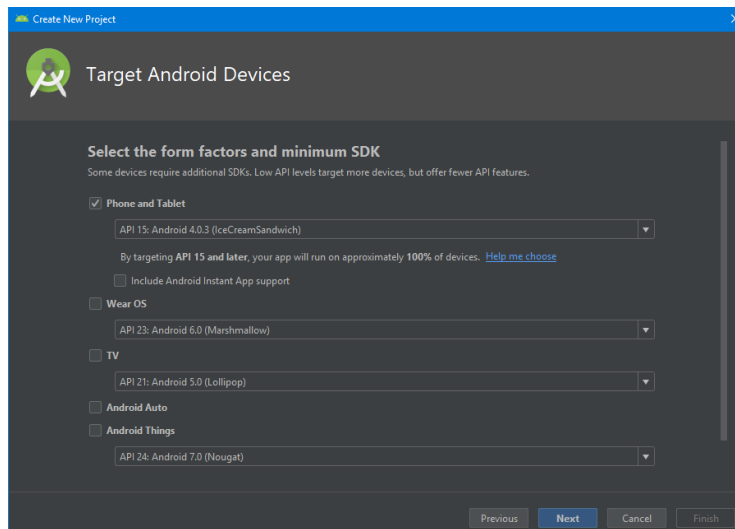 Create New Project
Target Android Devices
Select the form factors and minimum SDK
Some devices require additional SDKs. Low API levels target more devices, but offer fewer API features.
Phone and Tablet
API 15: Android 4.0.3 (IceCreamSandwich)
By targeting API 15 and later, your app will run on approximately 100% of devices. Help me choose
Include Android Instant App support
Wear OS
API 23: Android 6.0 (Marshmallow)
TV
API 21: Android 5.0 (Lollipop)
Android Auto
Android Things
API 24: Android 7.0 (Nougat)
Previous Next Cancel Finish